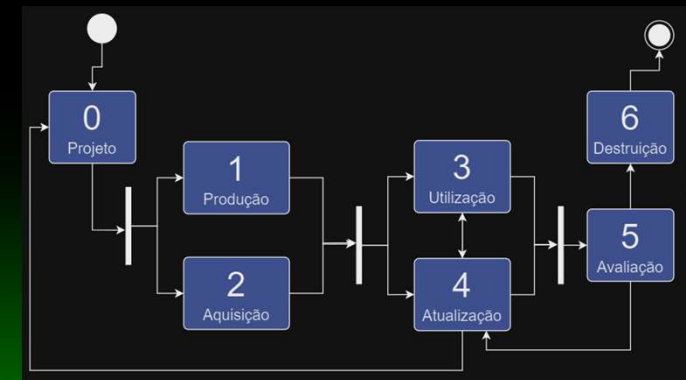 0
Projeto
1
Produção
2
Aquisição
3
Utilização
4
Atualização
5
Avaliação
6
Destruição